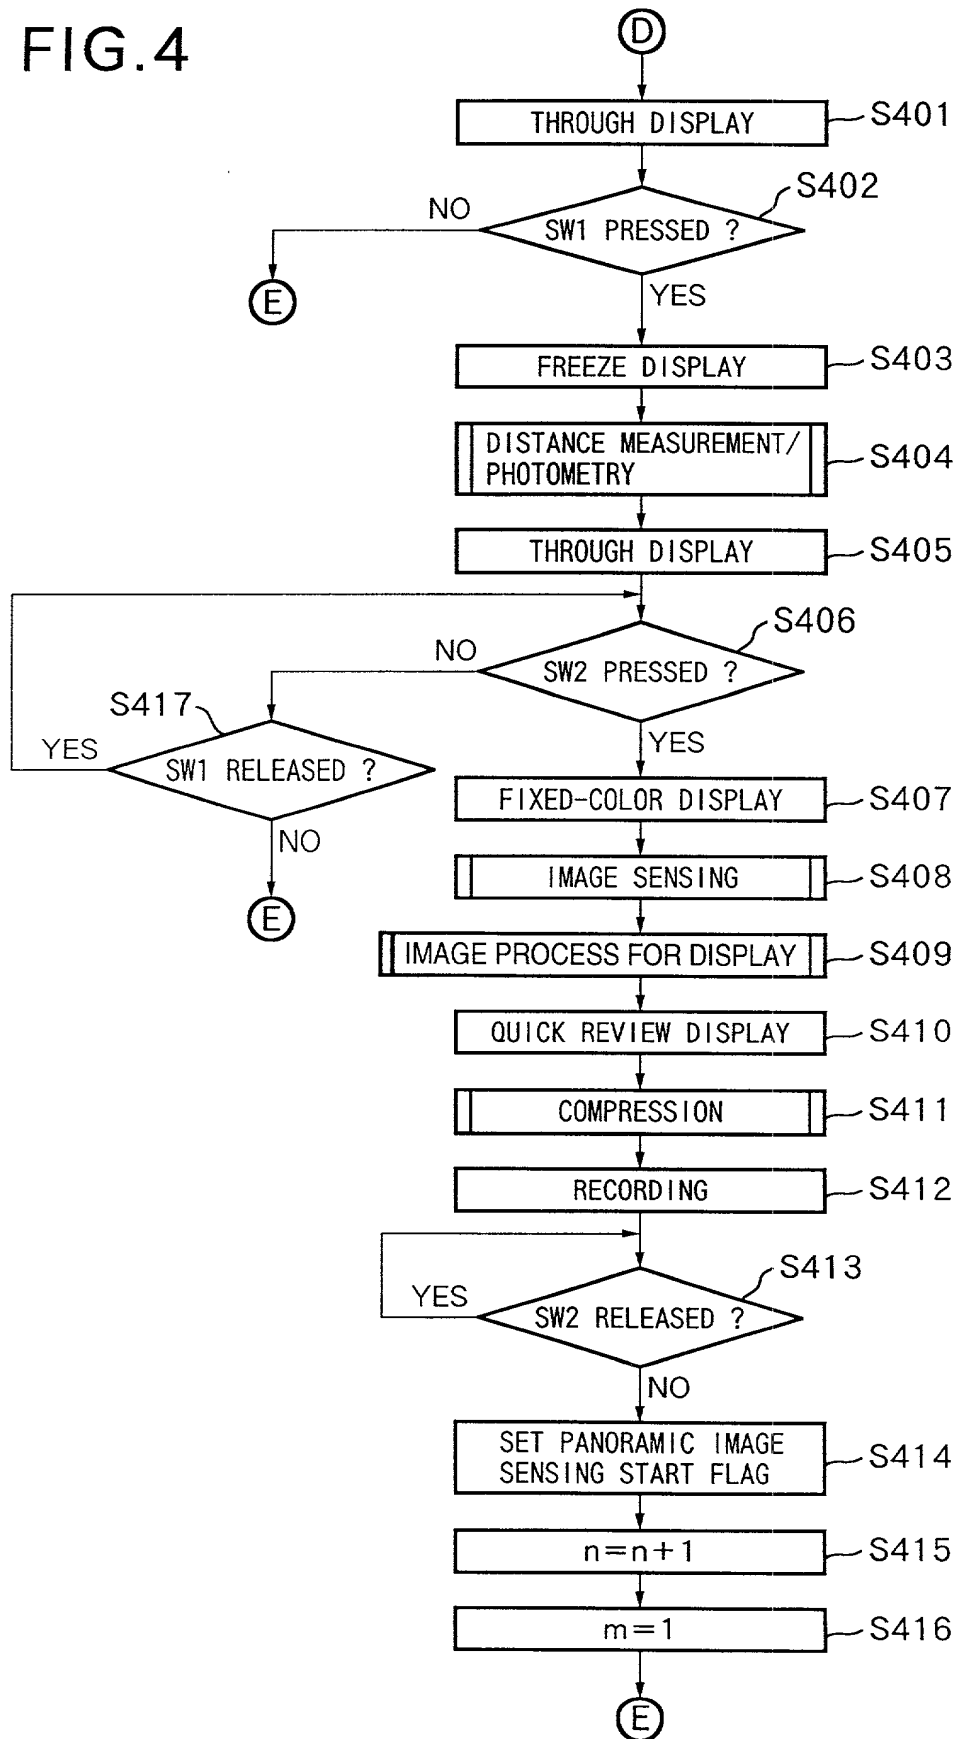 FIG.4
D
THROUGH DISPLAY
S401
SW1 PRESSED ?
S402
NO
E
YES
FREEZE DISPLAY
S403
DISTANCE MEASUREMENT/
PHOTOMETRY
S404
THROUGH DISPLAY
S405
SW2 PRESSED ?
S406
NO
S417
YES
SW1 RELEASED ?
NO
E
YES
FIXED-COLOR DISPLAY
S407
IMAGE SENSING
S408
IMAGE PROCESS FOR DISPLAY
S409
QUICK REVIEW DISPLAY
S410
COMPRESSION
S411
RECORDING
S412
SW2 RELEASED ?
S413
YES
NO
SET PANORAMIC IMAGE
SENSING START FLAG
S414
n=n+1
S415
m=1
S416
E